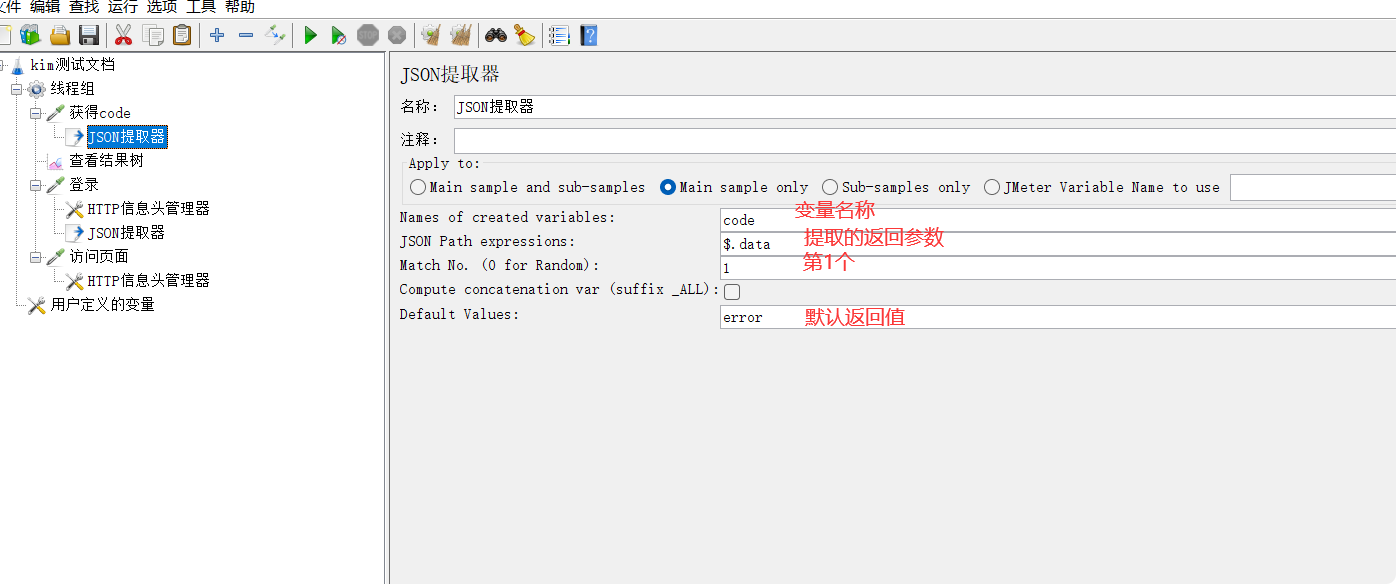 文件 编辑 查找 运行 选项 工具 帮助
STOP
kim测试文档
线程组
获得code
JSON提取器
查看结果树
登录
HTTP信息头管理器
JSON提取器
访问页面
HTTP信息头管理器
用户定义的变量
JSON提取器
名称： JSON提取器
注释：
Apply to:
Main sample and sub-samples Main sample only Sub-samples only JMeter Variable Name to use
Names of created variables: code 变量名称
JSON Path expressions: $.data 提取的返回参数
Match No. (0 for Random): 1 第1个
Compute concatenation var (suffix _ALL):
Default Values: error 默认返回值